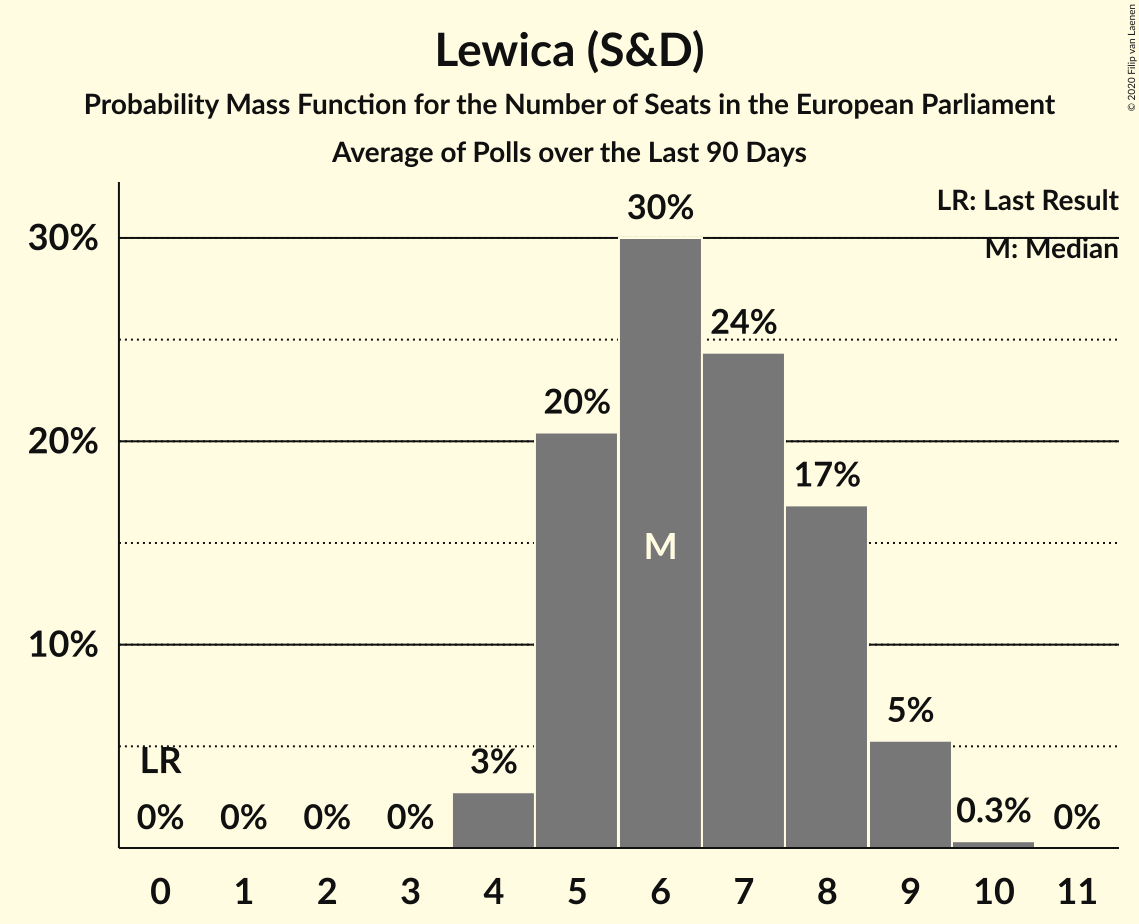 Lewica (S&D)
Probability Mass Function for the Number of Seats in the European Parliament
Average of Polls over the Last 90 Days
© 2020 Filip van Laenen
LR: Last Result
M: Median
30%
20%
10%
LR
0%
0%
0%
0%
3%
20%
30%
M
24%
17%
5%
0.3%
0%
0 1 2 3 4 5 6 7 8 9 10 11